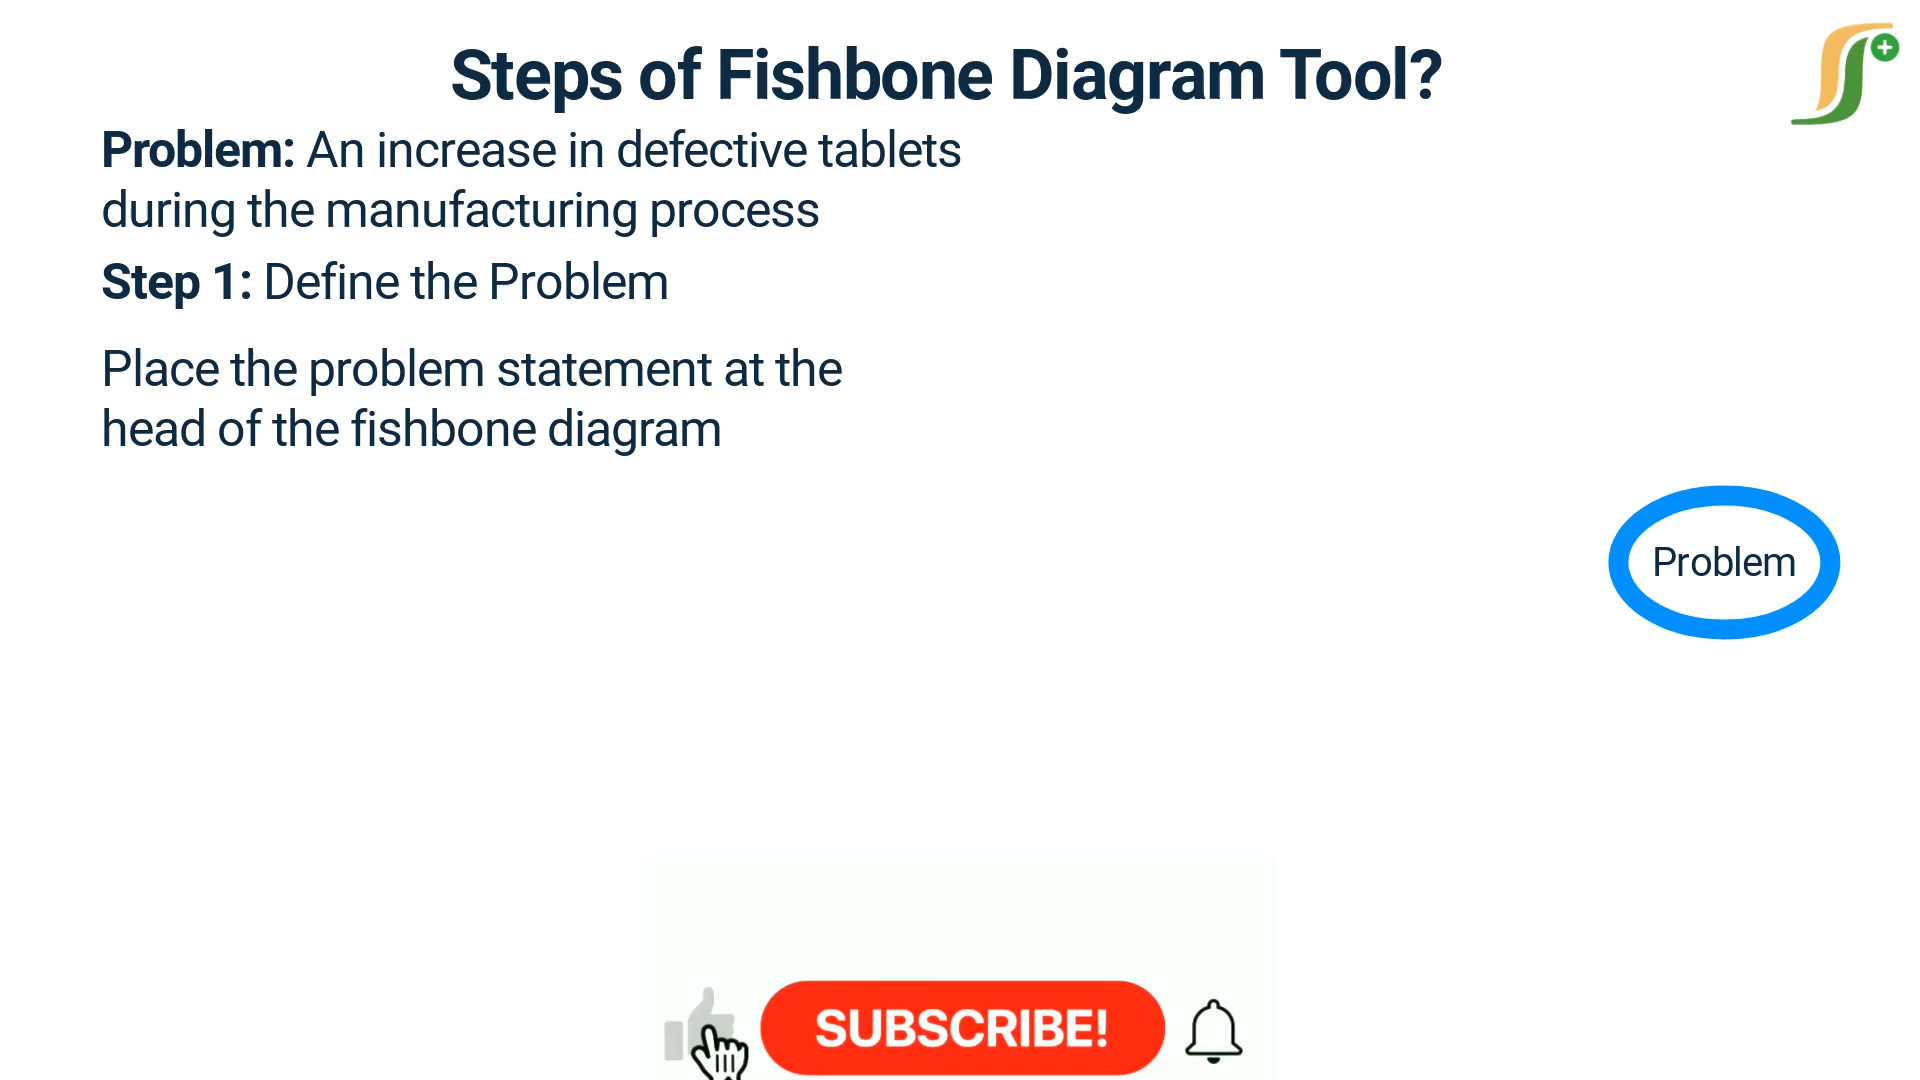 Steps of Fishbone Diagram Tool?
Problem: An increase in defective tablets
during the manufacturing process
Step 1: Define the Problem
Place the problem statement at the
head of the fishbone diagram
Problem
SUBSCRIBE!